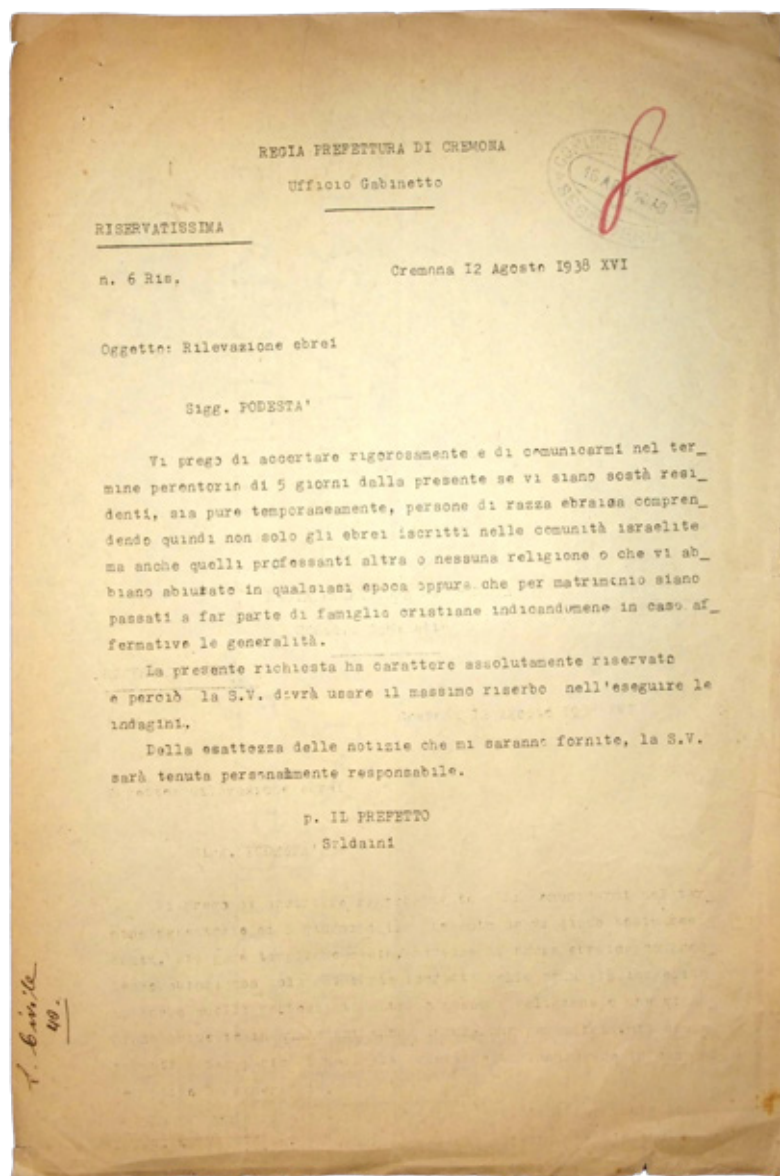 REGIA PREFETTURA DI CREMONA
Ufficio Gabinetto
RISERVATISSIMA
n. 6 Ris.
Cremona I2 Agosto I938 XVI
Oggetto: Rilevazione ebrei
Sigg. PODESTA'
Vi prego di accertare rigorosamente e di comunicarmi nel ter_
mine perentorio di 5 giorni dalla presente se vi siano costà resi_
denti, sia pure temporaneamente, persone di razza ebraica compren_
dendo quindi non solo gli ebrei iscritti nelle comunità israelite
ma anche quelli professanti altra o nessuna religione o che vi ab_
biano abiurato in qualsiasi epoca oppure che per matrimonio siano
passati a far parte di famiglie cristiane indicandomene in caso af_
fermativo le generalità.
La presente richiesta ha carattere assolutamente riservato
e perciò la S.V. dovrà usare il massimo riserbo nell'eseguire le
indagini.
Della esattezza delle notizie che mi saranno fornite, la S.V.
sarà tenuta personalmente responsabile.
p. IL PREFETTO
Soldaini